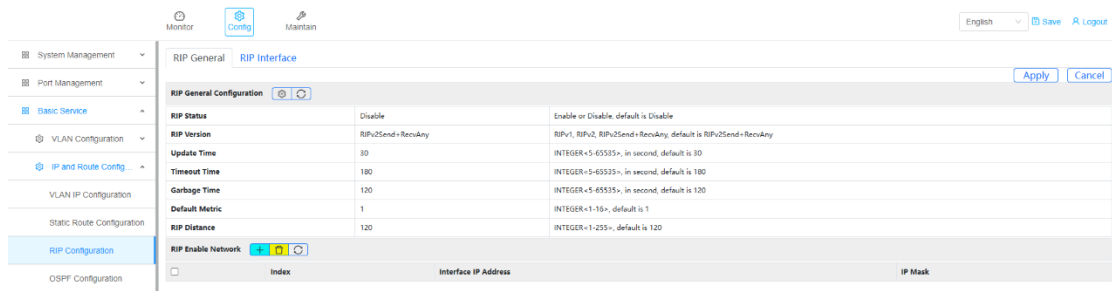 Monitor Config Maintain English Save Logout
System Management
Port Management
Basic Service
VLAN Configuration
IP and Route Config...
VLAN IP Configuration
Static Route Configuration
RIP Configuration
OSPF Configuration
RIP General RIP Interface
Apply Cancel
RIP General Configuration
RIP Status Disable Enable or Disable, default is Disable
RIP Version RIPv2Send+RecvAny RIPv1, RIPv2, RIPv2Send+RecvAny, default is RIPv2Send+RecvAny
Update Time 30 INTEGER<5-65535>, in second, default is 30
Timeout Time 180 INTEGER<5-65535>, in second, default is 180
Garbage Time 120 INTEGER<5-65535>, in second, default is 120
Default Metric 1 INTEGER<1-16>, default is 1
RIP Distance 120 INTEGER<1-255>, default is 120
RIP Enable Network
Index Interface IP Address IP Mask